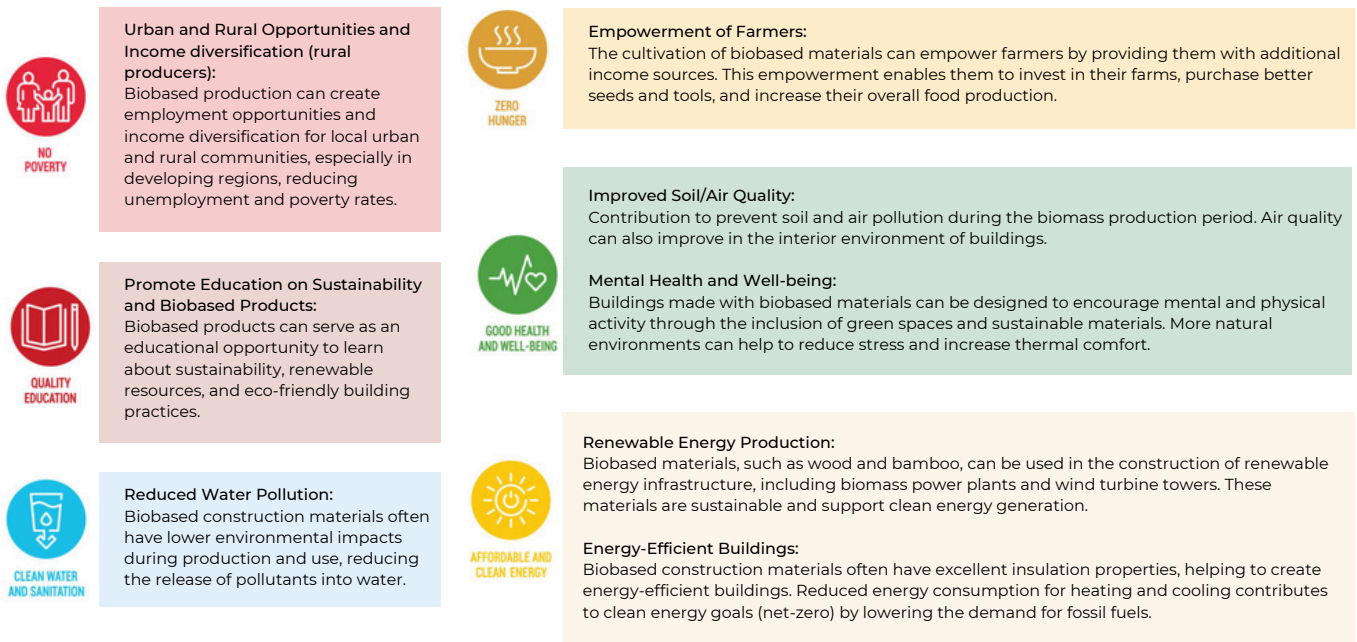 Urban and Rural Opportunities and
Income diversification (rural
producers):
Biobased production can create
employment opportunities and
income diversification for local urban
and rural communities, especially in
developing regions, reducing
unemployment and poverty rates.
NO
POVERTY
Empowerment of Farmers:
The cultivation of biobased materials can empower farmers by providing them with additional
income sources. This empowerment enables them to invest in their farms, purchase better
seeds and tools, and increase their overall food production.
ZERO
HUNGER
Improved Soil/Air Quality:
Contribution to prevent soil and air pollution during the biomass production period. Air quality
can also improve in the interior environment of buildings.
Mental Health and Well-being:
Buildings made with biobased materials can be designed to encourage mental and physical
activity through the inclusion of green spaces and sustainable materials. More natural
environments can help to reduce stress and increase thermal comfort.
GOOD HEALTH
AND WELL-BEING
Promote Education on Sustainability
and Biobased Products:
Biobased products can serve as an
educational opportunity to learn
about sustainability, renewable
resources, and eco-friendly building
practices.
QUALITY
EDUCATION
Reduced Water Pollution:
Biobased construction materials often
have lower environmental impacts
during production and use, reducing
the release of pollutants into water.
CLEAN WATER
AND SANITATION
Renewable Energy Production:
Biobased materials, such as wood and bamboo, can be used in the construction of renewable
energy infrastructure, including biomass power plants and wind turbine towers. These
materials are sustainable and support clean energy generation.
Energy-Efficient Buildings:
Biobased construction materials often have excellent insulation properties, helping to create
energy-efficient buildings. Reduced energy consumption for heating and cooling contributes
to clean energy goals (net-zero) by lowering the demand for fossil fuels.
AFFORDABLE AND
CLEAN ENERGY